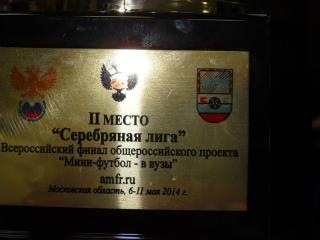 II МЕСТО
“Серебряная лига”
Всероссийский финал общероссийского проекта
“Мини-футбол - в вузы”
amfr.ru
Московская область, 6-11 мая 2014 г.